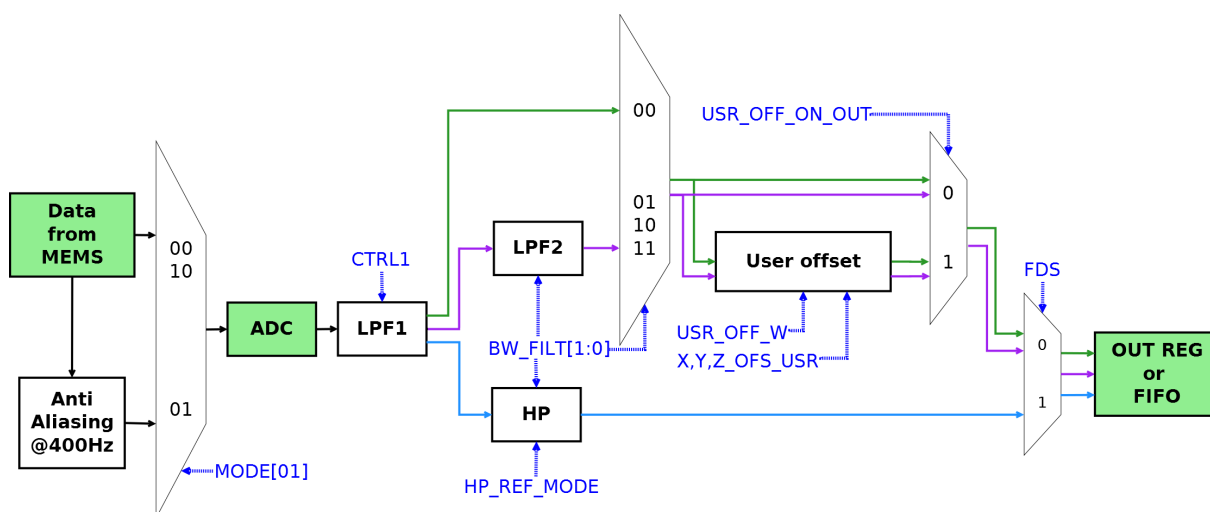 Data
from
MEMS
Anti
Aliasing
@400Hz
00
10
01
MODE[01]
ADC
CTRL1
LPF1
LPF2
BW_FILT[1:0]
HP
HP_REF_MODE
00
01
10
11
USR_OFF_ON_OUT
User offset
USR_OFF_W
X,Y,Z_OFS_USR
0
1
FDS
0
1
OUT REG
or
FIFO